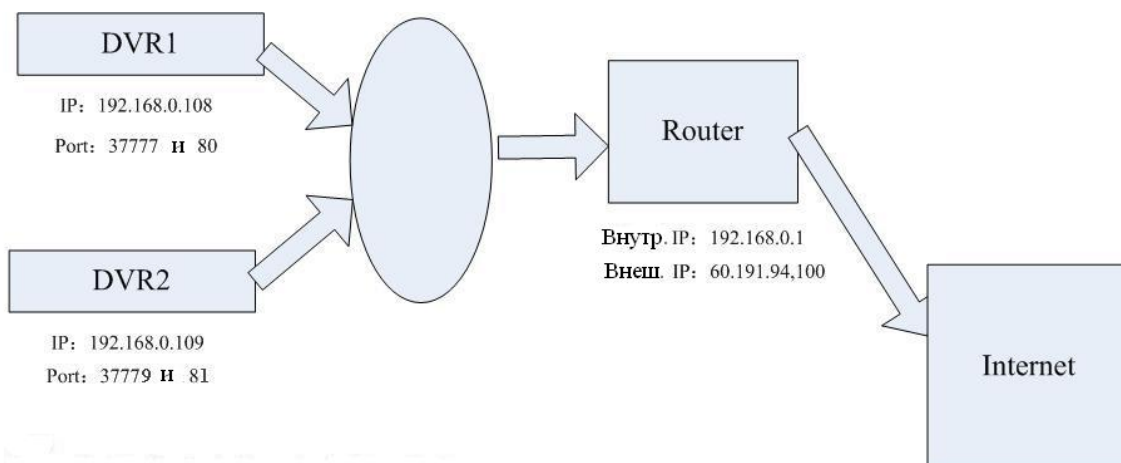 DVR1
IP：192.168.0.108
Port：37777 и 80
DVR2
IP：192.168.0.109
Port：37779 и 81
Router
Внутр. IP：192.168.0.1
Внеш. IP：60.191.94,100
Internet